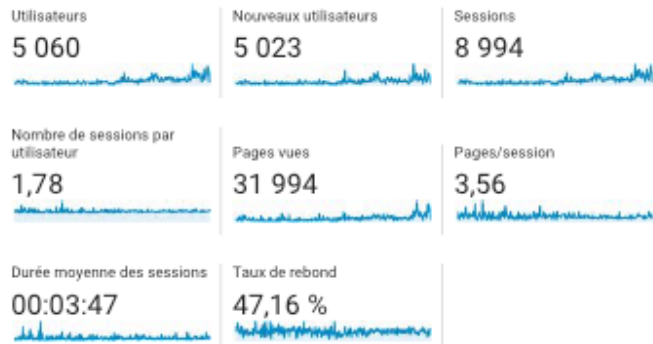 Utilisateurs
5 060
Nouveaux utilisateurs
5 023
Sessions
8 994
Nombre de sessions par
utilisateur
1,78
Pages vues
31 994
Pages/session
3,56
Durée moyenne des sessions
00:03:47
Taux de rebond
47,16 %